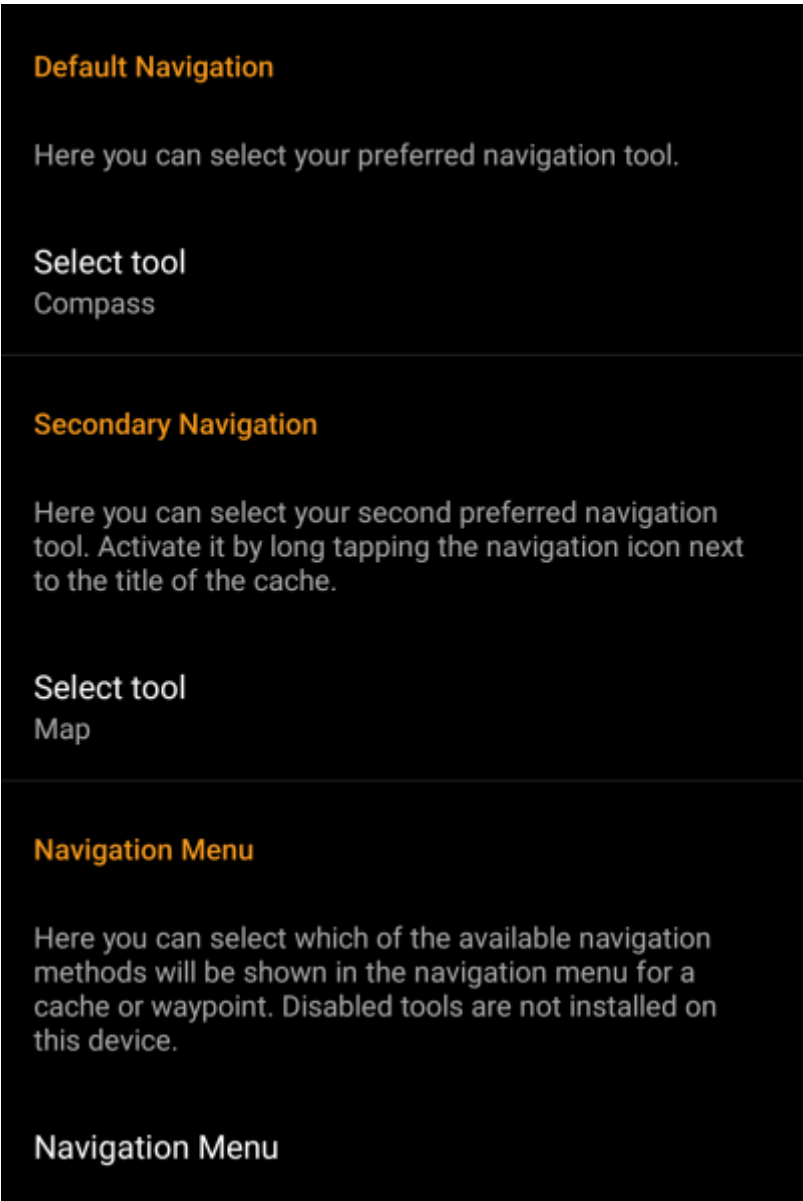 Default Navigation
Here you can select your preferred navigation tool.
Select tool
Compass
Secondary Navigation
Here you can select your second preferred navigation
tool. Activate it by long tapping the navigation icon next
to the title of the cache.
Select tool
Map
Navigation Menu
Here you can select which of the available navigation
methods will be shown in the navigation menu for a
cache or waypoint. Disabled tools are not installed on
this device.
Navigation Menu